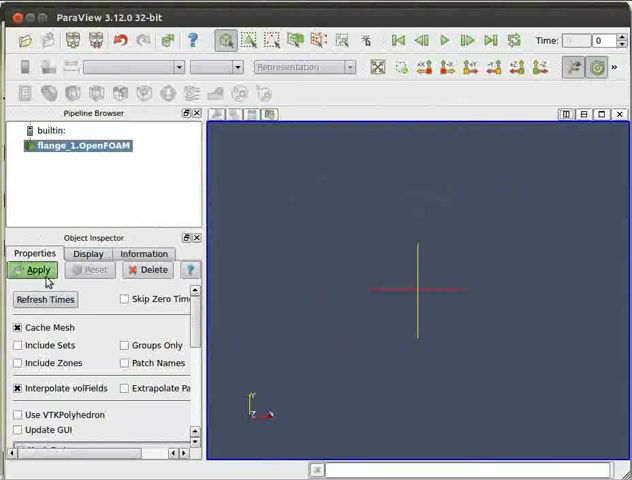 ParaView 3.12.0 32-bit
Time: 0 0
Representation
Pipeline Browser
builtin:
flange_1.OpenFOAM
Object Inspector
Properties Display Information
Apply Reset Delete ?
Refresh Times Skip Zero Time
Cache Mesh
Include Sets Groups Only
Include Zones Patch Names
Interpolate volFields Extrapolate Pa
Use VTKPolyhedron
Update GUI
Y
Z X